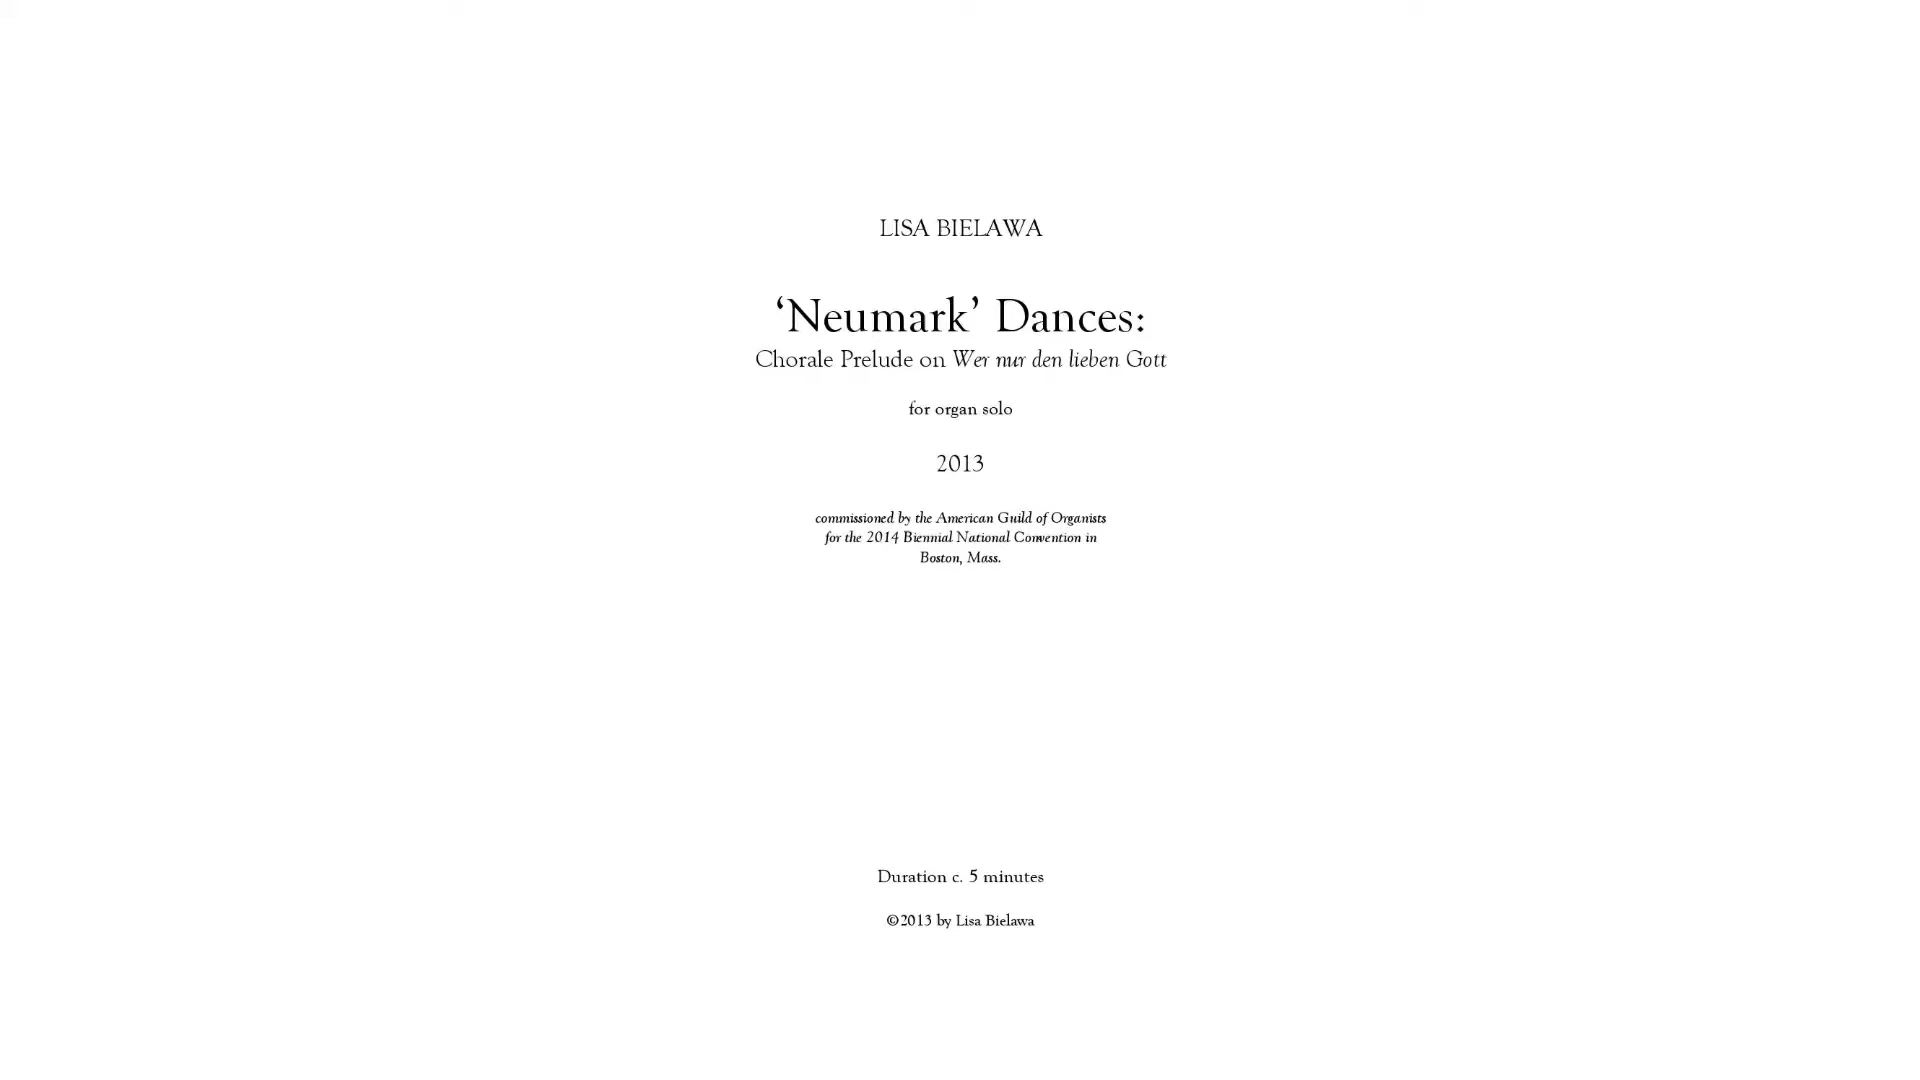 LISA BIELAWA
‘Neumark’ Dances:
Chorale Prelude on Wer nur den lieben Gott
for organ solo
2013
commissioned by the American Guild of Organists
for the 2014 Biennial National Convention in
Boston, Mass.
Duration c. 5 minutes
©2013 by Lisa Bielawa